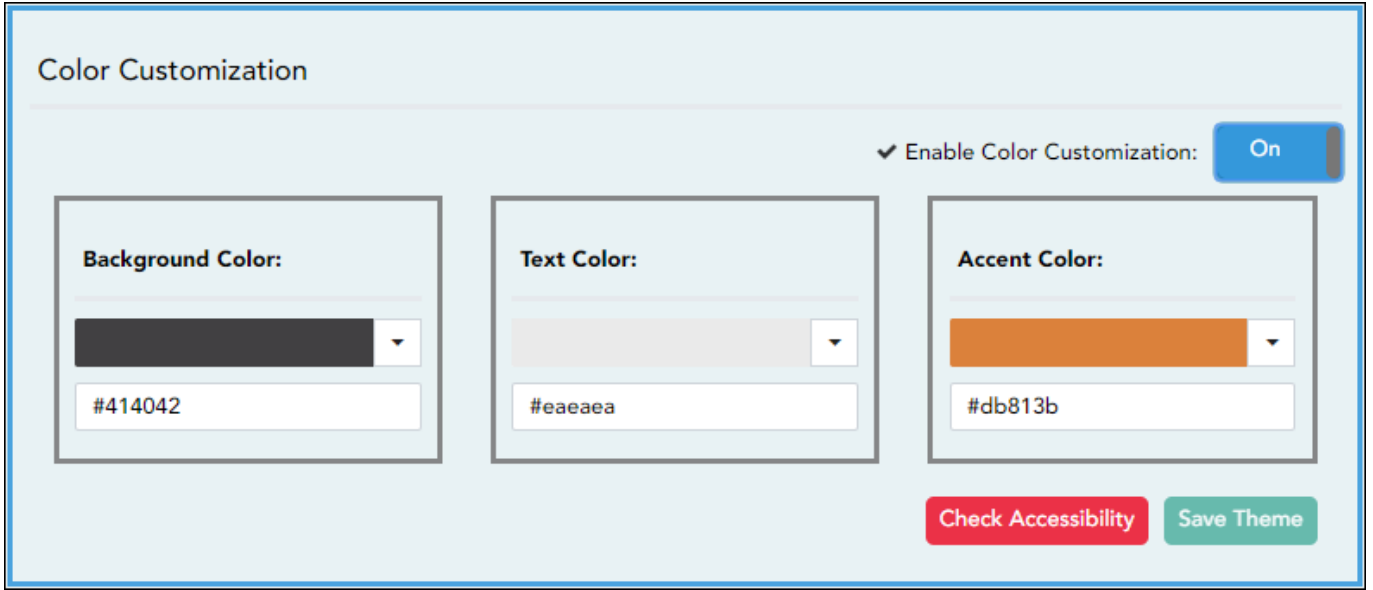 Color Customization
Enable Color Customization: On
Background Color: Text Color: Accent Color:
#414042 #eaeaea #db813b
Check Accessibility Save Theme